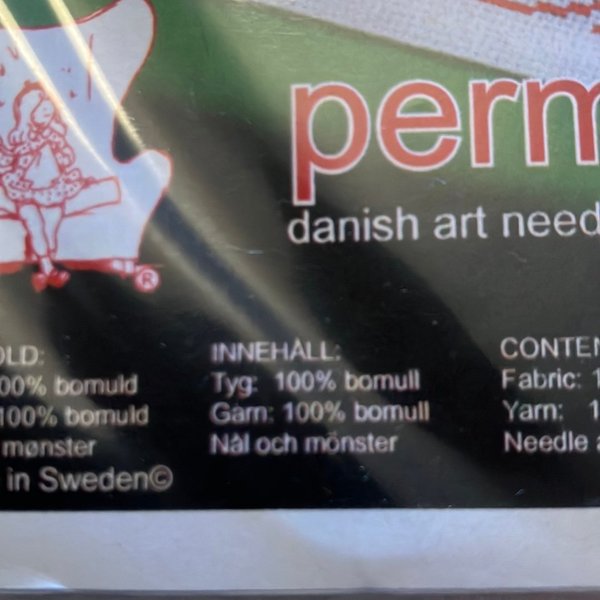 perm
danish art need
®
OLD:
00% bomuld
100% bomuld
mønster
in Sweden©
INNEHÅLL:
Tyg: 100% bomull
Garn: 100% bomull
Nål och mönster
CONTEN
Fabric: 1
Yarn: 1
Needle a